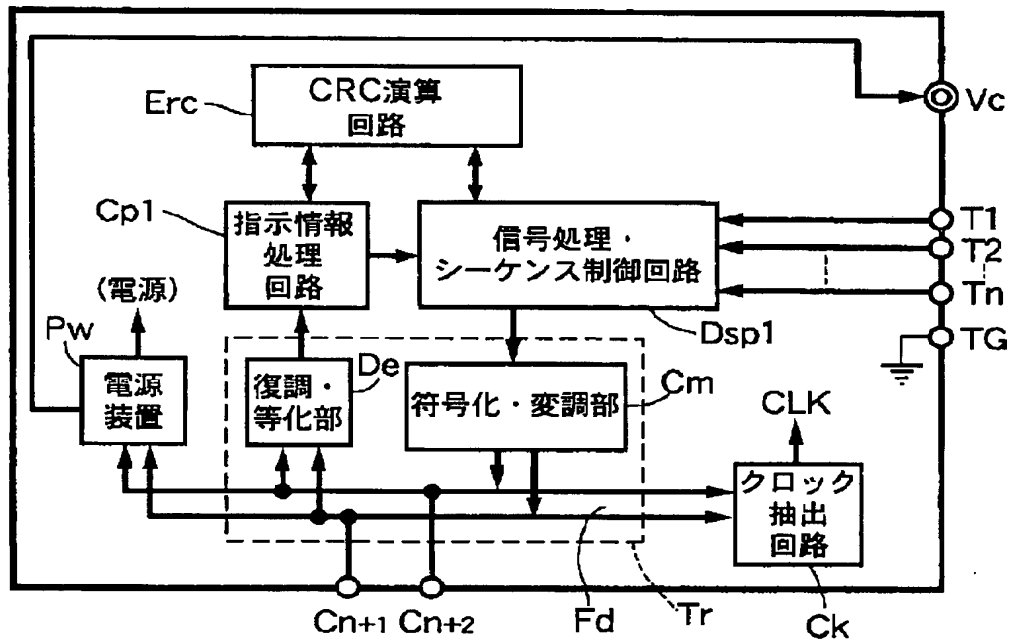 CRC演算
回路
Erc
Vc
Cp1
指示情報
処理
回路
信号処理・
シーケンス制御回路
T1
T2
Tn
TG
Dsp1
(電源)
Pw
電源
装置
De
復調・
等化部
符号化・変調部
Cm
CLK
クロック
抽出
回路
Cn+1
Cn+2
Fd
Tr
Ck